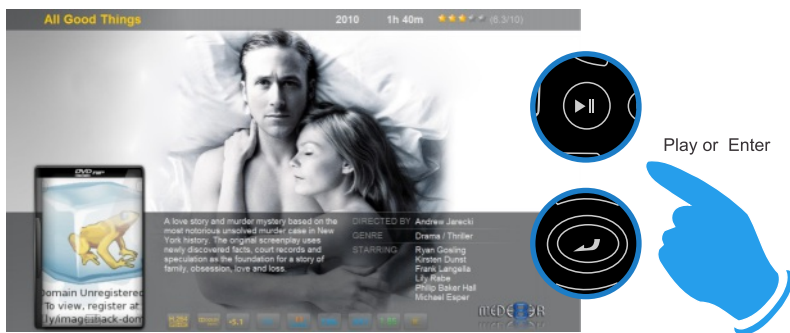 All Good Things 2010 1h 40m (6.3/10)
Play or Enter
DVD
A love story and murder mystery based on the
most notorious unsolved murder case in New
York history. The original screenplay uses
newly discovered facts, court records and
speculation as the foundation for a story of
family, obsession, love and loss.
DIRECTED BY Andrew Jarecki
GENRE Drama / Thriller
STARRING Ryan Gosling
Kirsten Dunst
Frank Langella
Lily Rabe
Philip Baker Hall
Michael Esper
Domain Unregistered
To view, register at